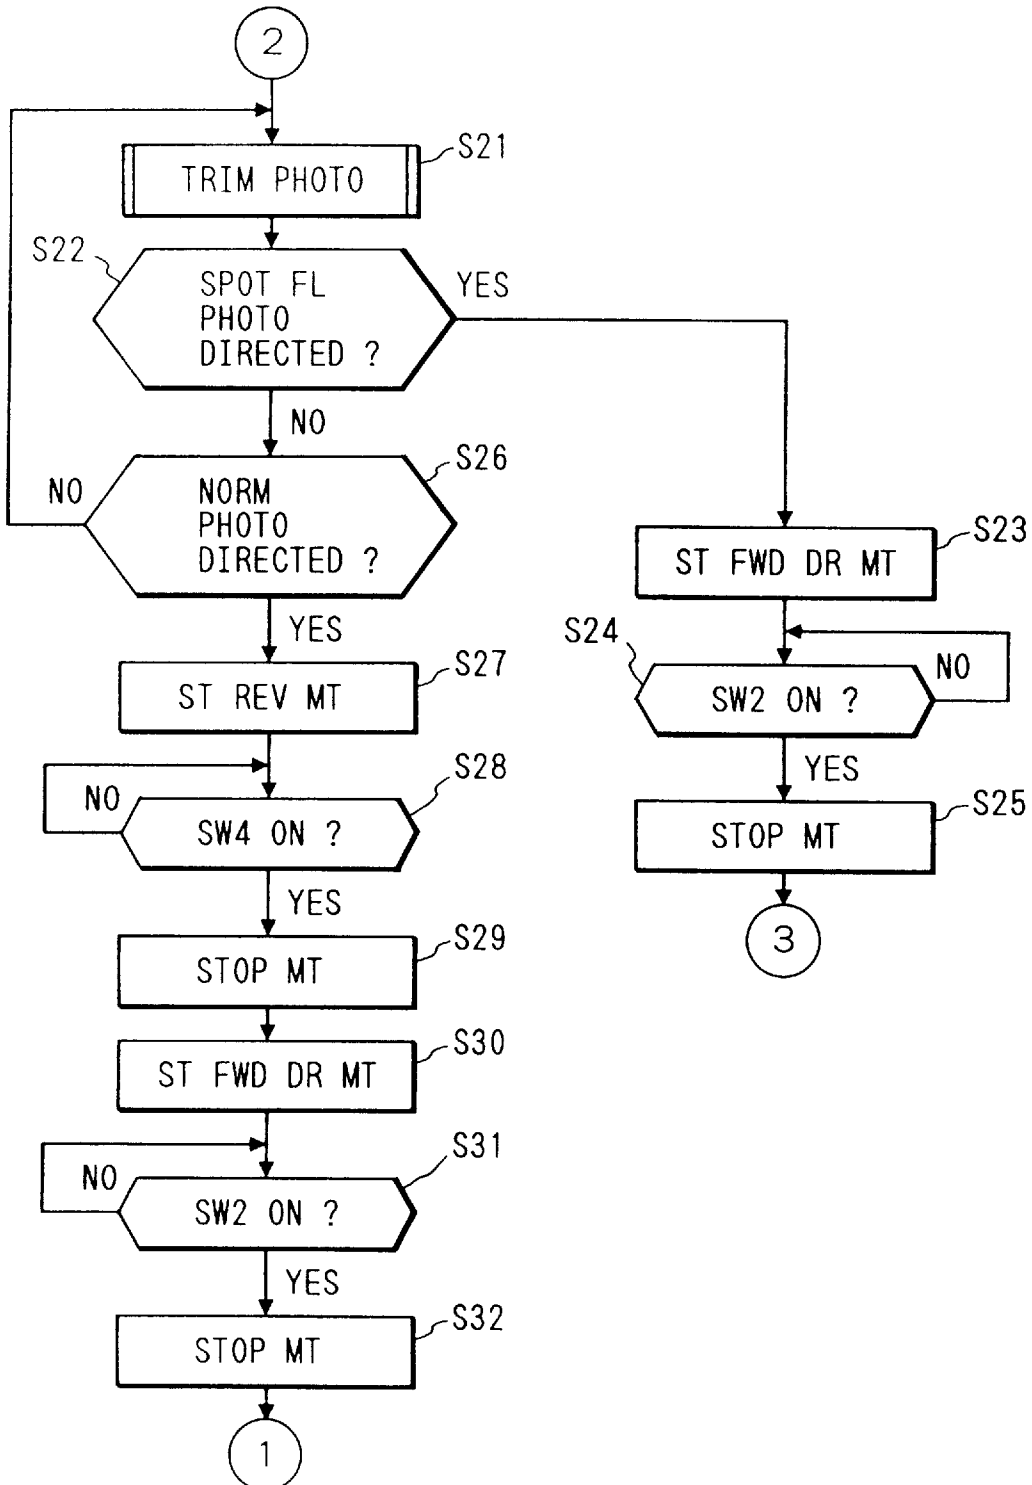 2
S21
TRIM PHOTO
S22
SPOT FL
PHOTO
DIRECTED ?
YES
NO
S26
NO
NORM
PHOTO
DIRECTED ?
YES
S23
ST FWD DR MT
S24
NO
SW2 ON ?
YES
S25
STOP MT
3
S27
ST REV MT
S28
NO
SW4 ON ?
YES
S29
STOP MT
S30
ST FWD DR MT
S31
NO
SW2 ON ?
YES
S32
STOP MT
1